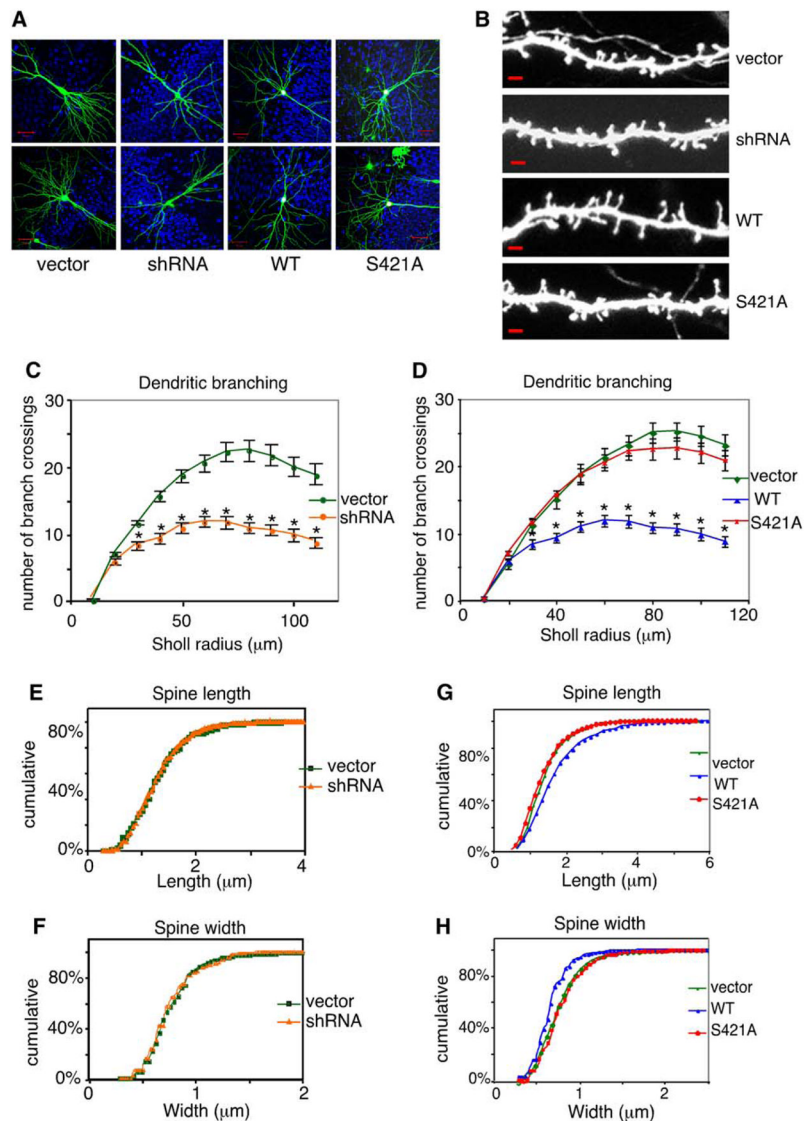 A
vector
shRNA
WT
S421A
B
vector
shRNA
WT
S421A
C
Dendritic branching
number of branch crossings
30
20
10
0
0
50
100
Sholl radius (μm)
vector
shRNA
* * * * * * * * *
D
Dendritic branching
number of branch crossings
30
20
10
0
0
40
80
120
Sholl radius (μm)
vector
WT
S421A
* * * * * * * * *
E
Spine length
cumulative
80%
40%
0%
0
2
4
Length (μm)
vector
shRNA
G
Spine length
cumulative
80%
40%
0%
0
2
4
6
Length (μm)
vector
WT
S421A
F
Spine width
cumulative
80%
40%
0%
0
1
2
Width (μm)
vector
shRNA
H
Spine width
cumulative
80%
40%
0%
0
1
2
Width (μm)
vector
WT
S421A